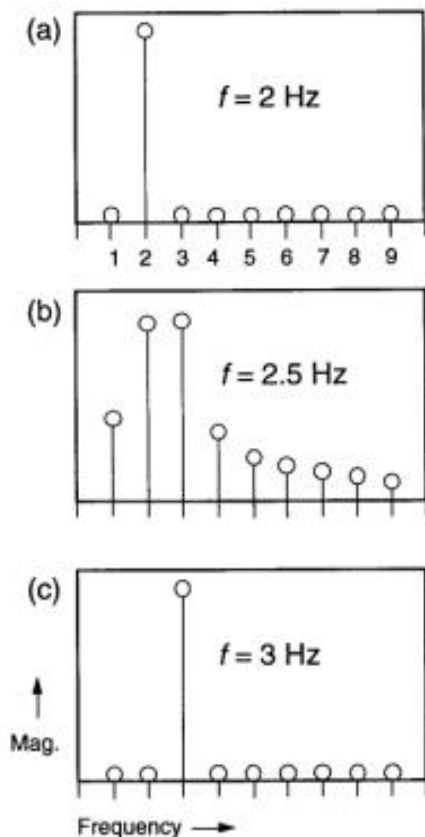 (a)
f = 2 Hz
1 2 3 4 5 6 7 8 9
(b)
f = 2.5 Hz
(c)
f = 3 Hz
Mag.
Frequency